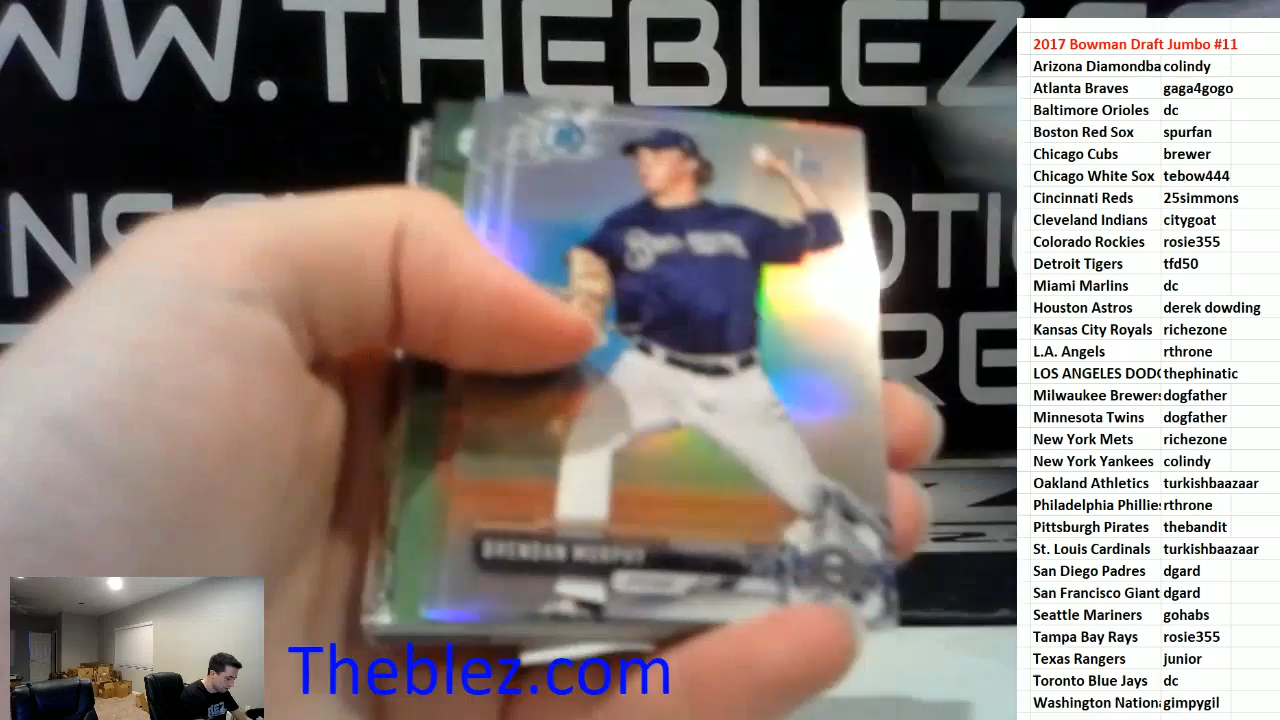 WW.THEBLEZ.CO
BRENDAN MURPHY
Theblez.com
2017 Bowman Draft Jumbo #11
Arizona Diamondba colindy
Atlanta Braves gaga4gogo
Baltimore Orioles dc
Boston Red Sox spurfan
Chicago Cubs brewer
Chicago White Sox tebow444
Cincinnati Reds 25simmons
Cleveland Indians citygoat
Colorado Rockies rosie355
Detroit Tigers tfd50
Miami Marlins dc
Houston Astros derek dowding
Kansas City Royals richezone
L.A. Angels rthrone
LOS ANGELES DOD thephinatic
Milwaukee Brewers dogfather
Minnesota Twins dogfather
New York Mets richezone
New York Yankees colindy
Oakland Athletics turkishbaazaar
Philadelphia Phillie rthrone
Pittsburgh Pirates thebandit
St. Louis Cardinals turkishbaazaar
San Diego Padres dgard
San Francisco Giant dgard
Seattle Mariners gohabs
Tampa Bay Rays rosie355
Texas Rangers junior
Toronto Blue Jays dc
Washington Nation gimpygil